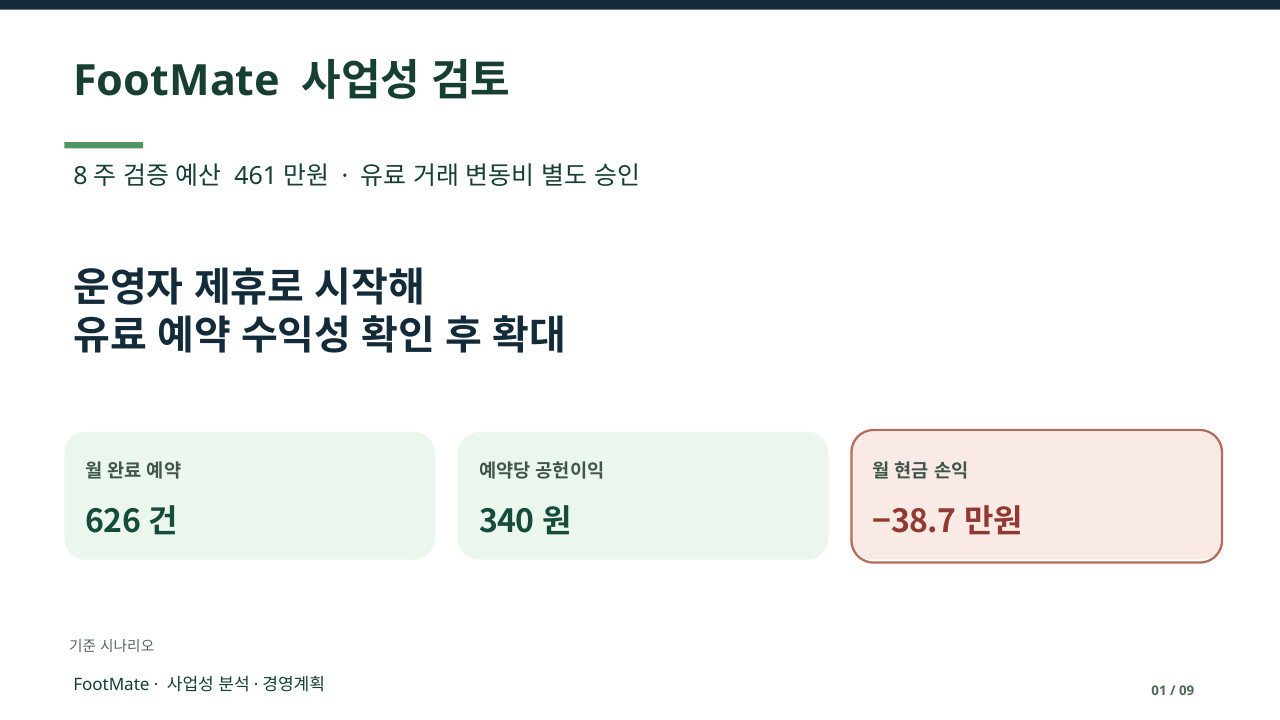 FootMate 사업성 검토
8 주 검증 예산 461 만원 · 유료 거래 변동비 별도 승인
운영자 제휴로 시작해
유료 예약 수익성 확인 후 확대
월 완료 예약
626 건
예약당 공헌이익
340 원
월 현금 손익
−38.7 만원
기준 시나리오
FootMate · 사업성 분석 · 경영계획
01 / 09